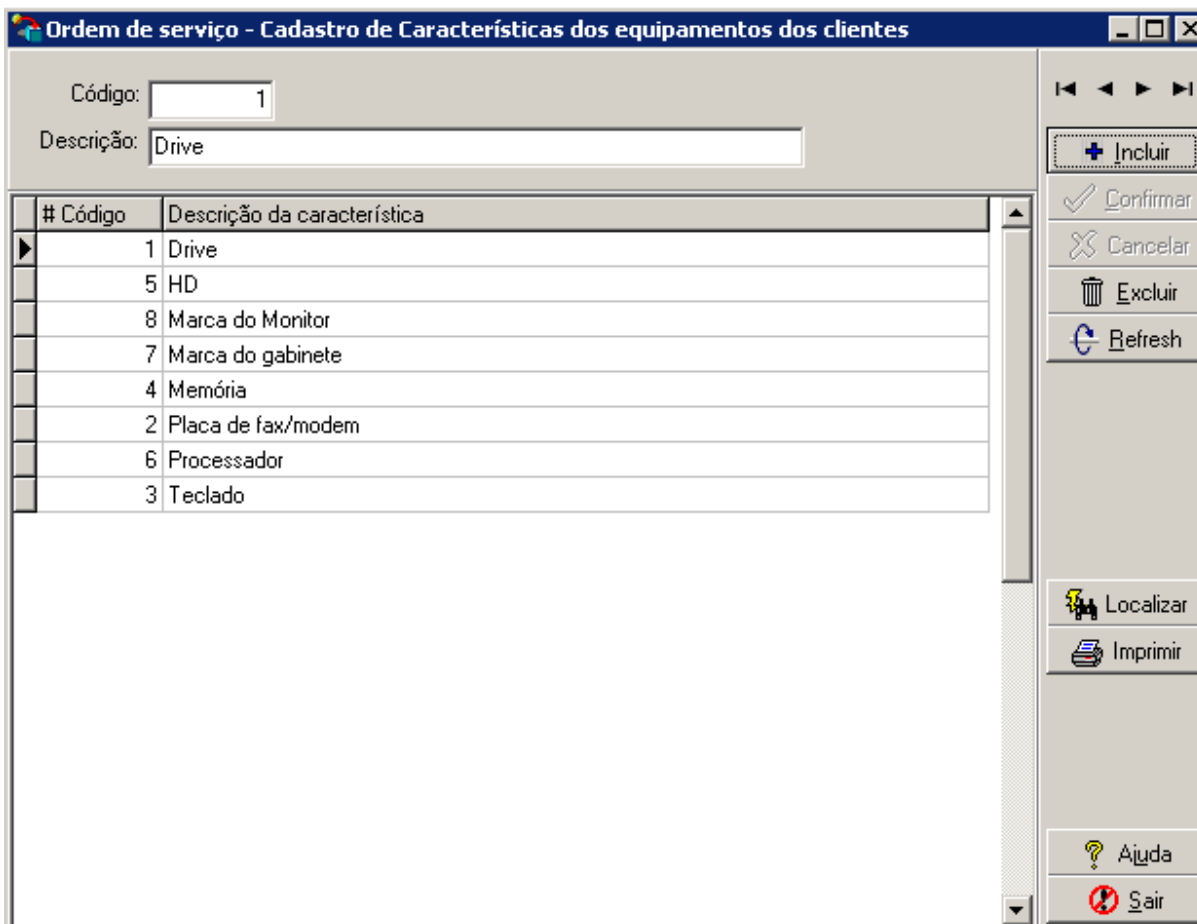 Ordem de serviço - Cadastro de Características dos equipamentos dos clientes
Código: 1
Descrição: Drive
# Código Descrição da característica
1 Drive
5 HD
8 Marca do Monitor
7 Marca do gabinete
4 Memória
2 Placa de fax/modem
6 Processador
3 Teclado
Incluir
Confirmar
Cancelar
Excluir
Refresh
Localizar
Imprimir
Ajuda
Sair